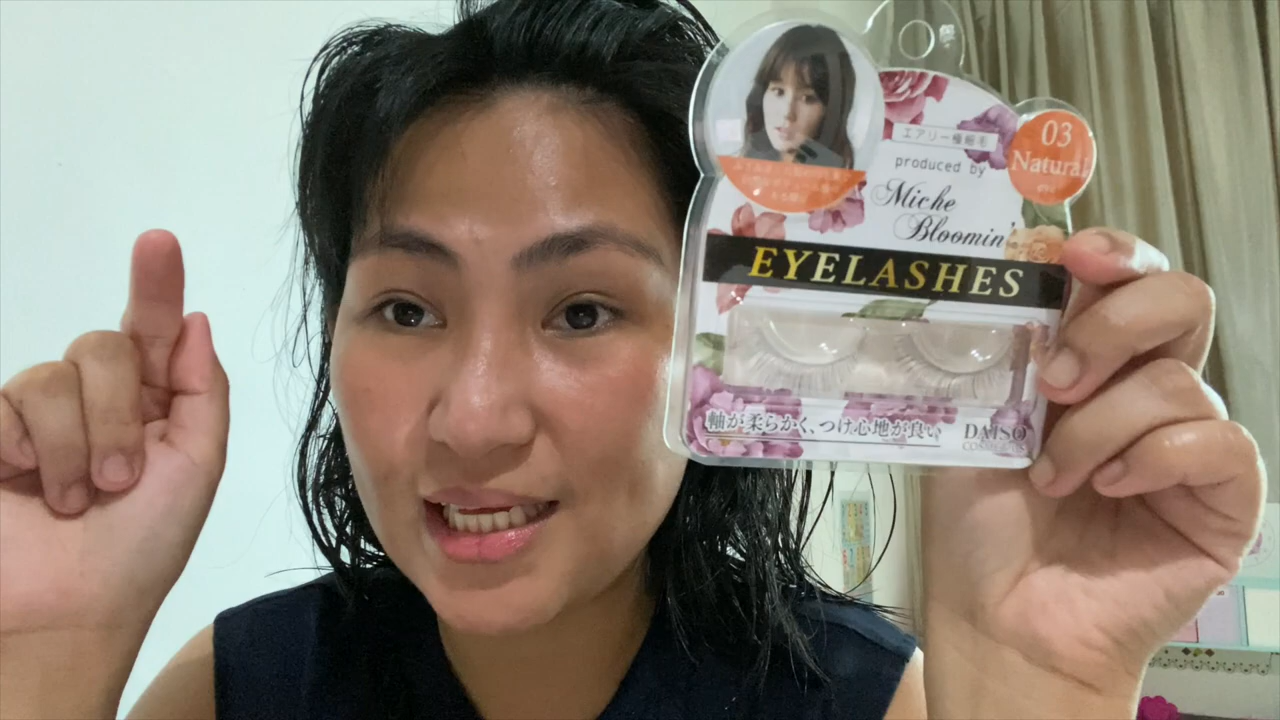 03
Natural
エアリー極細毛
produced by
Miche
Bloomin'
EYELASHES
軸が柔らかく、つけ心地が良い
DAISO